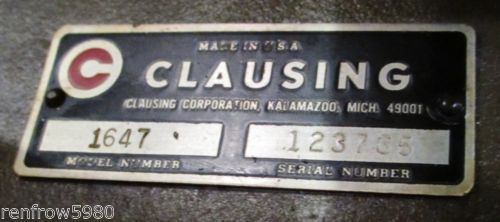 MADE IN U.S.A
C CLAUSING
CLAUSING CORPORATION, KALAMAZOO, MICH. 49001
1647
MODEL NUMBER
SERIAL NUMBER
renfrow5980